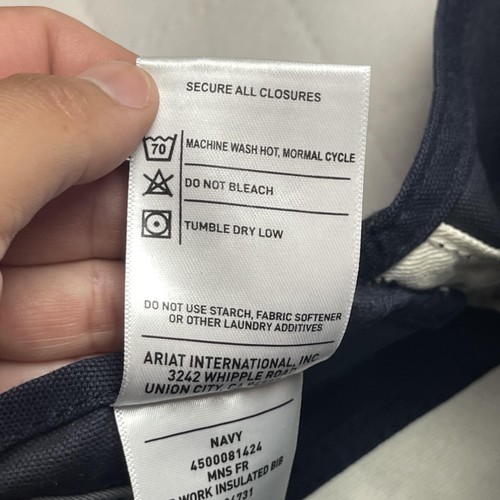 SECURE ALL CLOSURES
70 MACHINE WASH HOT, MORMAL CYCLE
DO NOT BLEACH
TUMBLE DRY LOW
DO NOT USE STARCH, FABRIC SOFTENER
OR OTHER LAUNDRY ADDITIVES
ARIAT INTERNATIONAL, INC.
3242 WHIPPLE ROAD
UNION CITY,
NAVY
4500081424
MNS FR
WORK INSULATED BIB